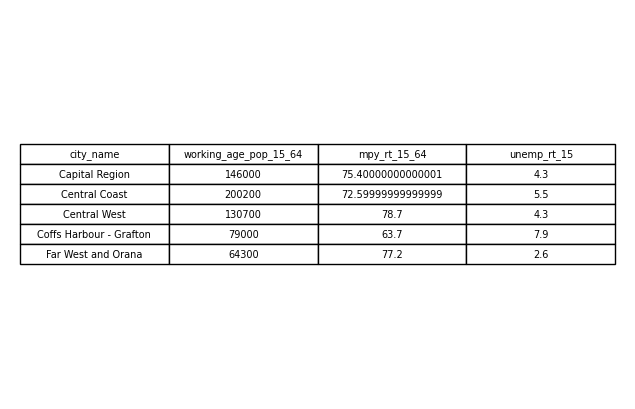 city_name working_age_pop_15_64 mpy_rt_15_64 unemp_rt_15
Capital Region 146000 75.40000000000001 4.3
Central Coast 200200 72.59999999999999 5.5
Central West 130700 78.7 4.3
Coffs Harbour - Grafton 79000 63.7 7.9
Far West and Orana 64300 77.2 2.6